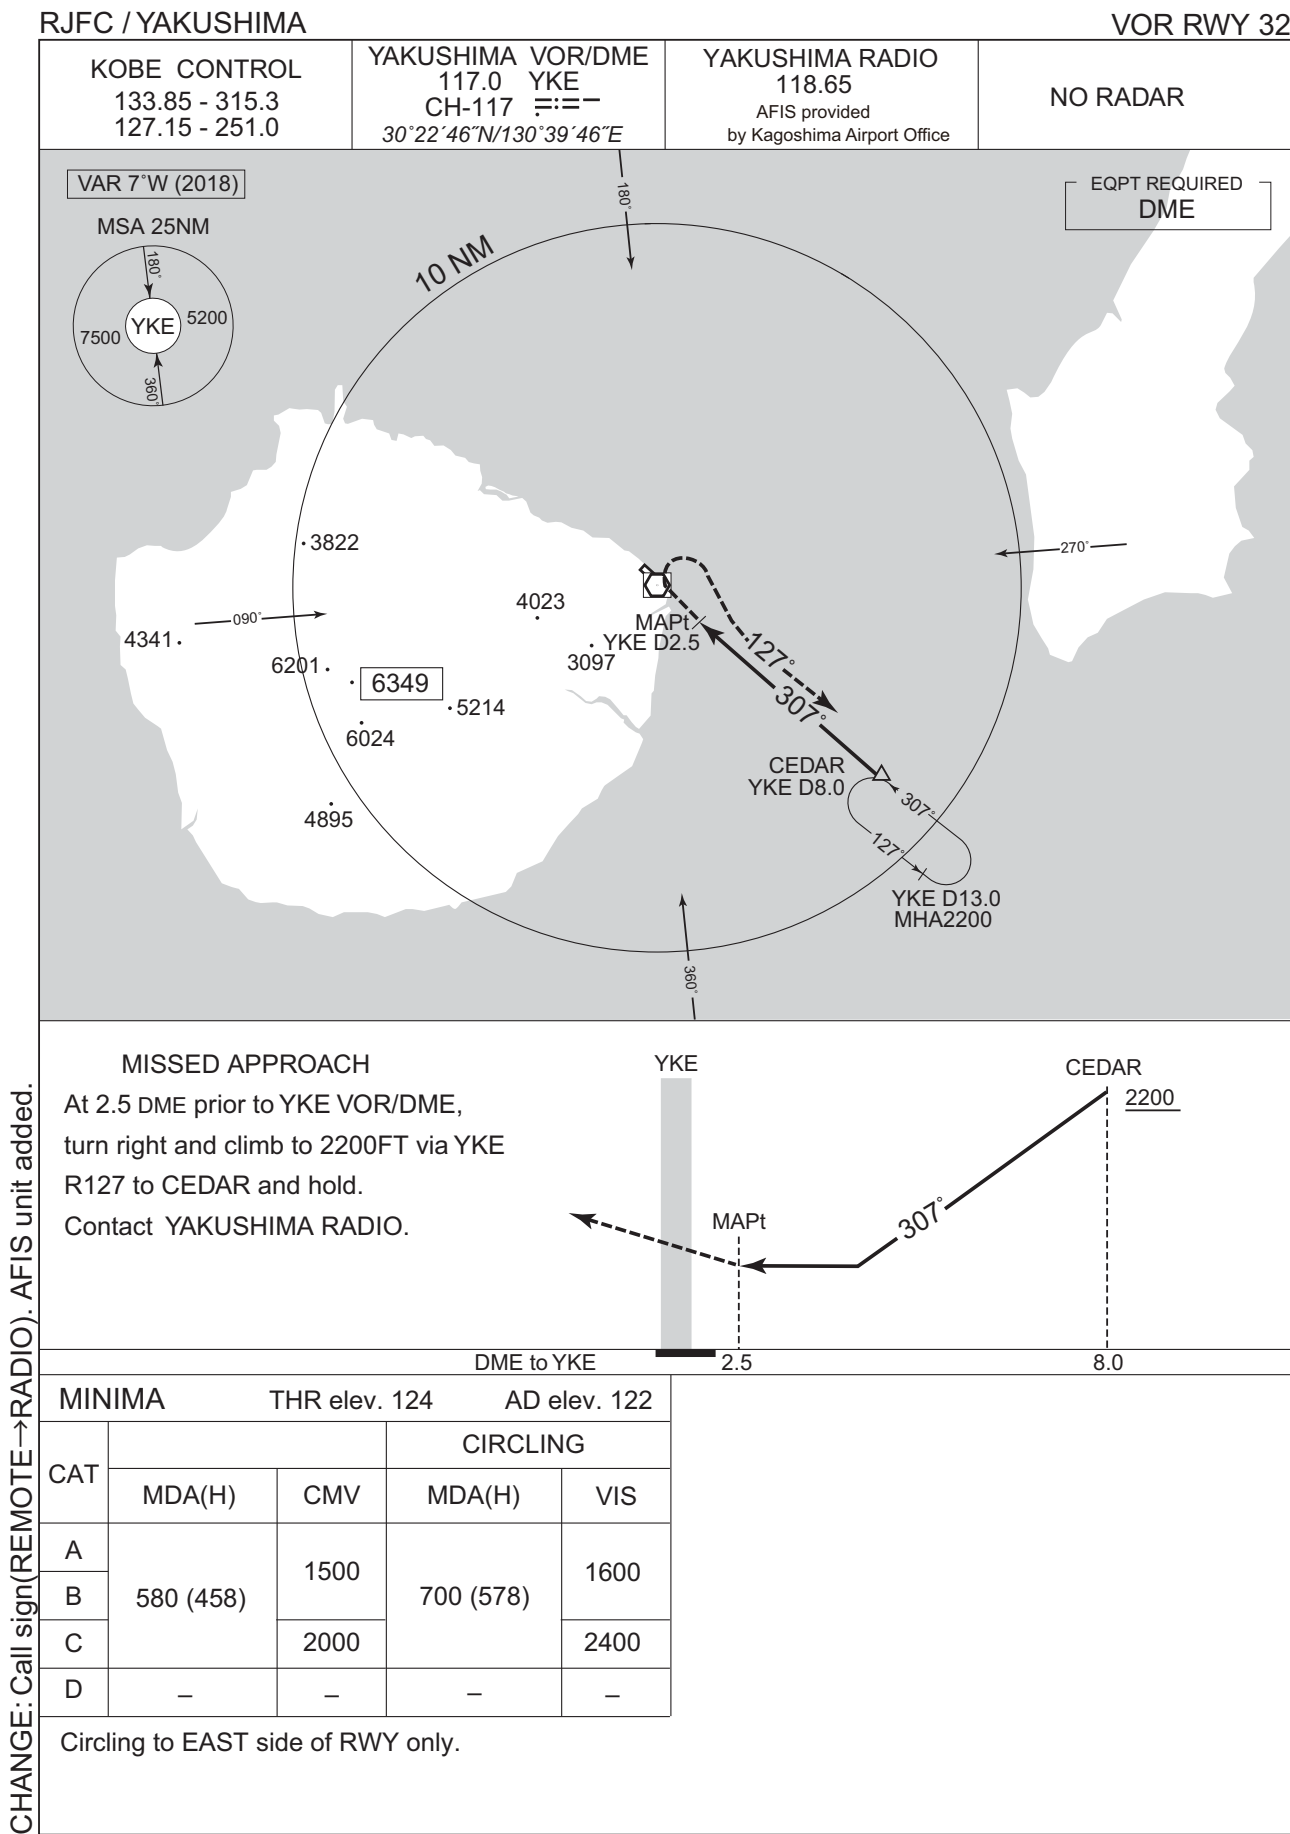 RJFC / YAKUSHIMA
VOR RWY 32
KOBE CONTROL
133.85 - 315.3
127.15 - 251.0
YAKUSHIMA VOR/DME
117.0 YKE
CH-117
30˚22´46˝N/130˚39´46˝E
YAKUSHIMA RADIO
118.65
AFIS provided
by Kagoshima Airport Office
NO RADAR
VAR 7˚W (2018)
MSA 25NM
180˚
YKE
7500
5200
360˚
180˚
10 NM
EQPT REQUIRED
DME
3822
270˚
090˚
4341
4023
MAPt
YKE D2.5
3097
6201
6349
5214
6024
4895
127˚
307˚
CEDAR
YKE D8.0
307˚
127˚
YKE D13.0
MHA2200
360˚
MISSED APPROACH
At 2.5 DME prior to YKE VOR/DME,
turn right and climb to 2200FT via YKE
R127 to CEDAR and hold.
Contact YAKUSHIMA RADIO.
YKE
CEDAR
2200
MAPt
307˚
DME to YKE
2.5
8.0
MINIMA THR elev. 124 AD elev. 122
CAT
CIRCLING
MDA(H) CMV MDA(H) VIS
A
B
C
D
580 (458)
1500
2000
700 (578)
1600
2400
– – – –
Circling to EAST side of RWY only.
CHANGE: Call sign(REMOTE→RADIO). AFIS unit added.